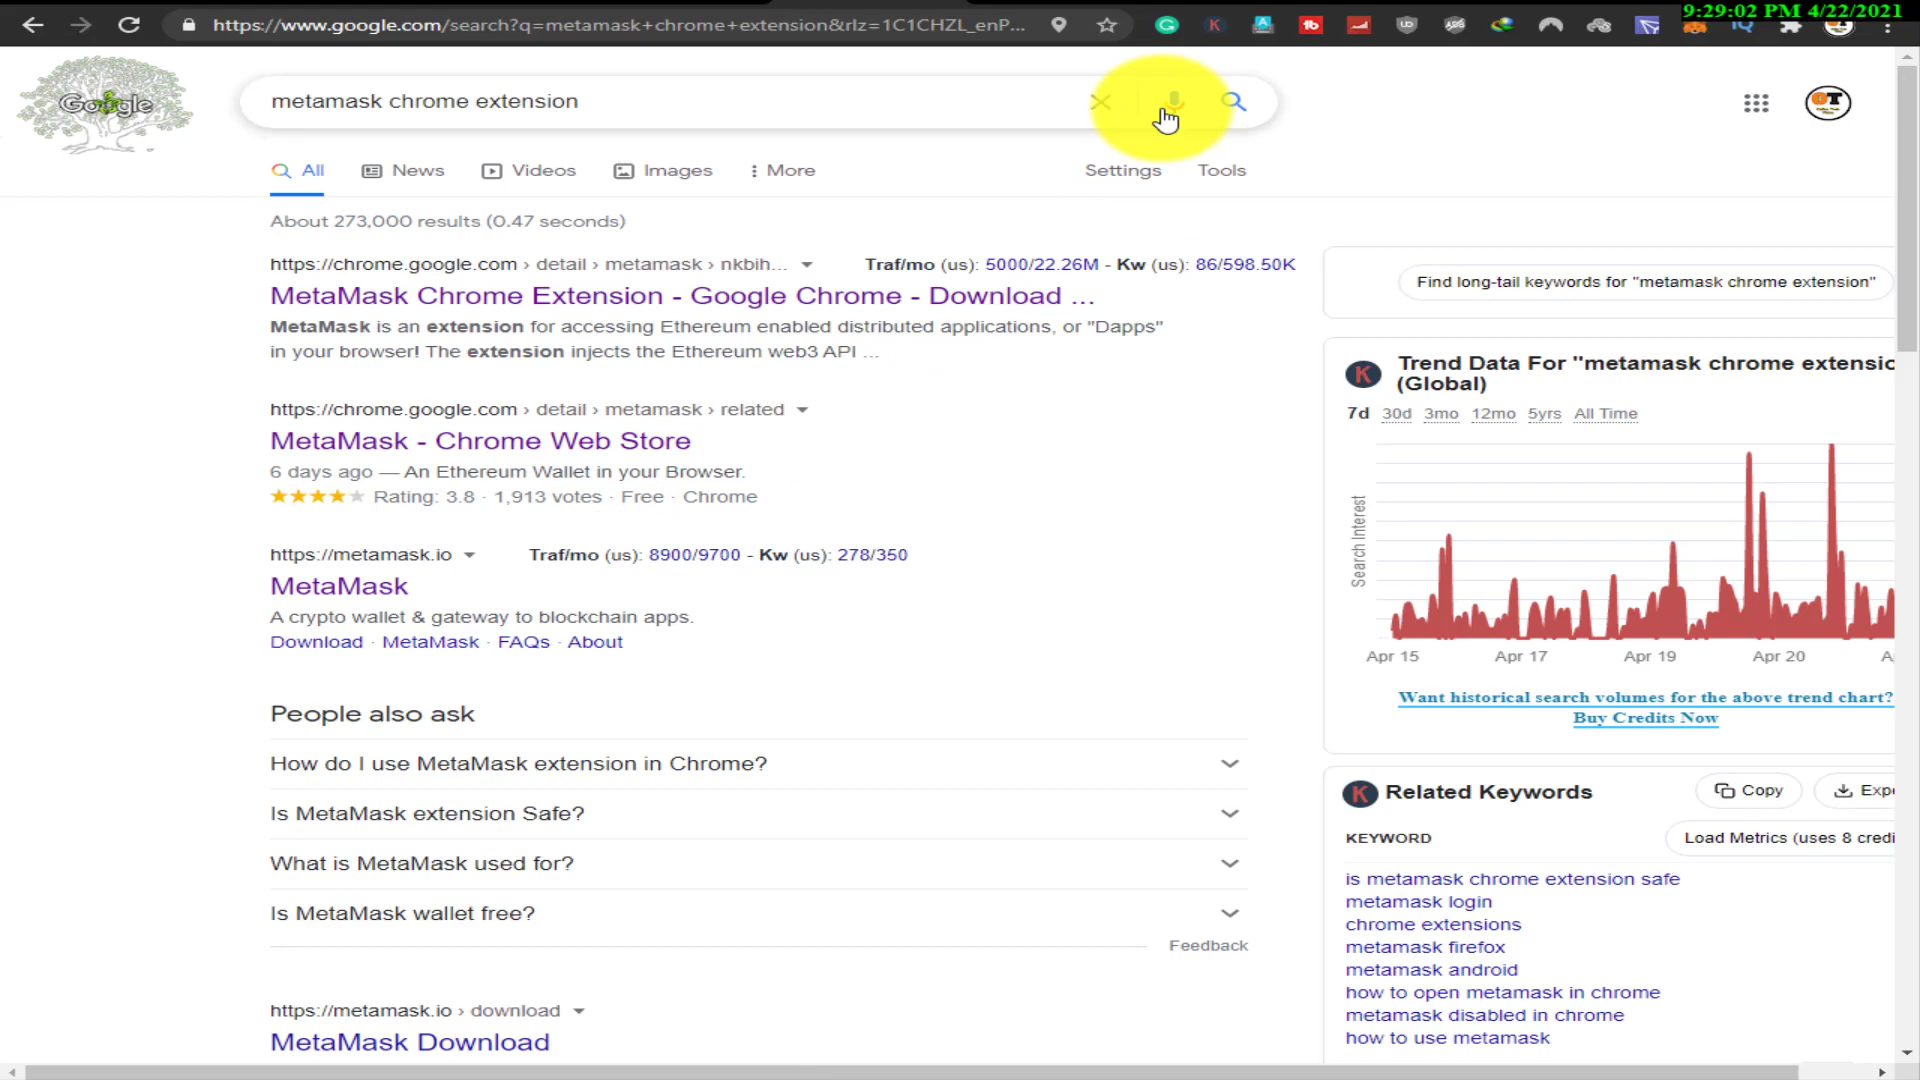 9:29:02 PM 4/22/2021
https://www.google.com/search?q=metamask+chrome+extension&rlz=1C1CHZL_enP...
Google
metamask chrome extension
All News Videos Images More Settings Tools
About 273,000 results (0.47 seconds)
https://chrome.google.com › detail › metamask › nkbih... Traf/mo (us): 5000/22.26M - Kw (us): 86/598.50K
MetaMask Chrome Extension - Google Chrome - Download ...
MetaMask is an extension for accessing Ethereum enabled distributed applications, or "Dapps"
in your browser! The extension injects the Ethereum web3 API ...
https://chrome.google.com › detail › metamask › related
MetaMask - Chrome Web Store
6 days ago — An Ethereum Wallet in your Browser.
Rating: 3.8 · 1,913 votes · Free · Chrome
https://metamask.io Traf/mo (us): 8900/9700 - Kw (us): 278/350
MetaMask
A crypto wallet & gateway to blockchain apps.
Download · MetaMask · FAQs · About
People also ask
How do I use MetaMask extension in Chrome?
Is MetaMask extension Safe?
What is MetaMask used for?
Is MetaMask wallet free?
Feedback
https://metamask.io › download
MetaMask Download
Find long-tail keywords for "metamask chrome extension"
Trend Data For "metamask chrome extensio
(Global)
7d 30d 3mo 12mo 5yrs All Time
Search Interest
Apr 15 Apr 17 Apr 19 Apr 20 A
Want historical search volumes for the above trend chart?
Buy Credits Now
K Related Keywords Copy Expo
KEYWORD Load Metrics (uses 8 credi
is metamask chrome extension safe
metamask login
chrome extensions
metamask firefox
metamask android
how to open metamask in chrome
metamask disabled in chrome
how to use metamask